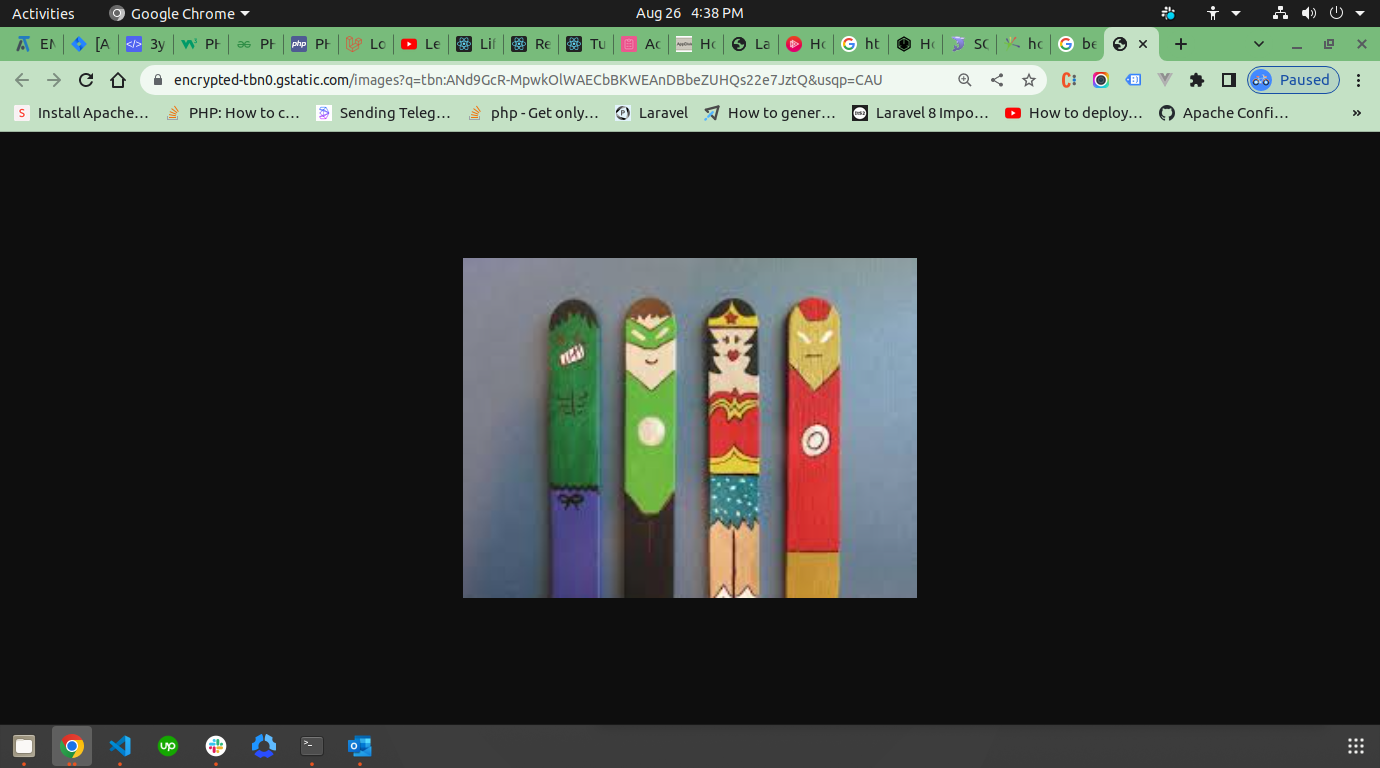 Activities
Google Chrome
Aug 26 4:38 PM
EM
[A
3y
PH
PH
PH
Lo
Le
Lif
Re
Tu
Ac
Ho
La
Ho
ht
Ho
SC
ho
be
encrypted-tbn0.gstatic.com/images?q=tbn:ANd9GcR-MpwkOlWAECbBKWEAnDBbeZUHQs22e7JztQ&usqp=CAU
Paused
Install Apache…
PHP: How to c…
Sending Teleg…
php - Get only…
Laravel
How to gener…
Laravel 8 Impo…
How to deploy…
Apache Confi…
»